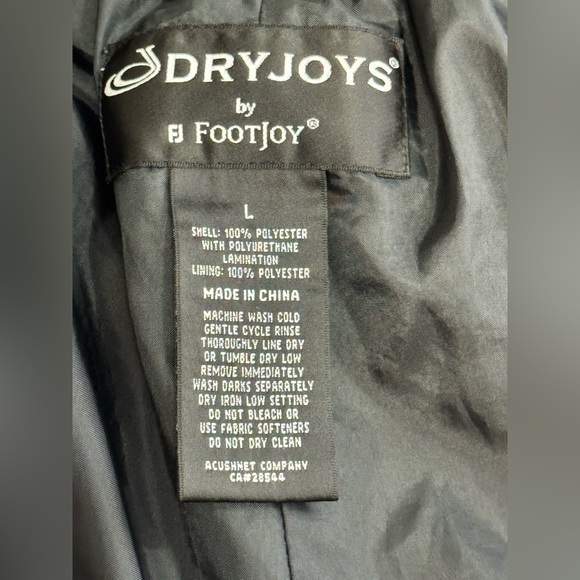 DRYJOYS®
by
FJ FOOTJOY®
L
SHELL: 100% POLYESTER
WITH POLYURETHANE
LAMINATION
LINING: 100% POLYESTER
MADE IN CHINA
MACHINE WASH COLD
GENTLE CYCLE RINSE
THOROUGHLY LINE DRY
OR TUMBLE DRY LOW
REMOVE IMMEDIATELY
WASH DARKS SEPARATELY
DRY IRON LOW SETTING
DO NOT BLEACH OR
USE FABRIC SOFTENERS
DO NOT DRY CLEAN
ACUSHNET COMPANY
CA#28544